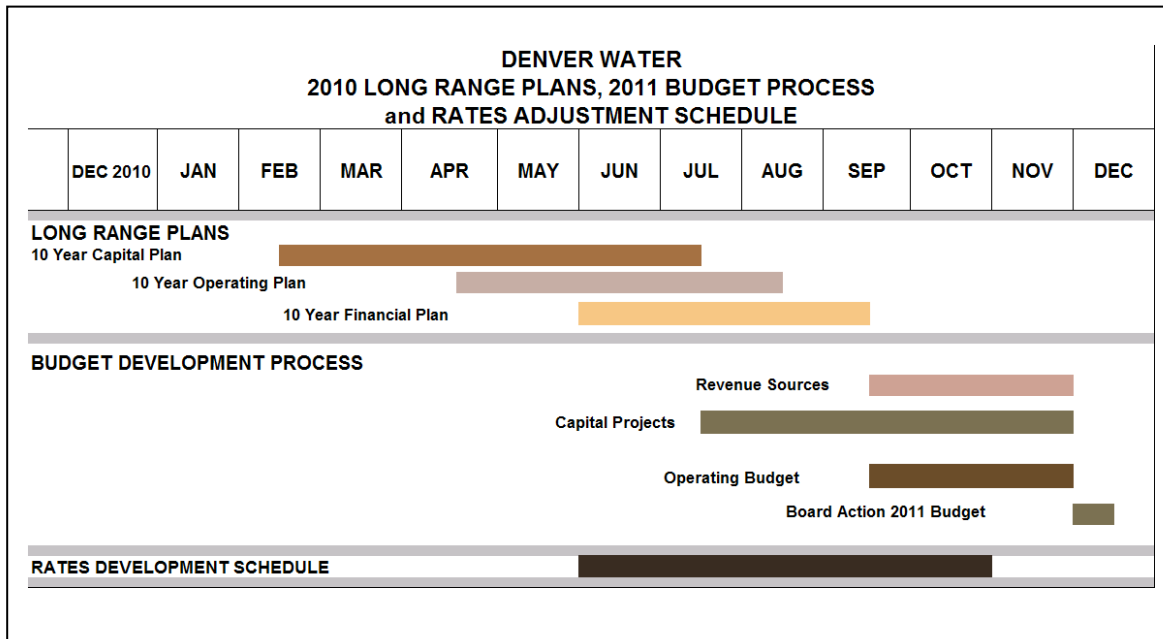 DENVER WATER
2010 LONG RANGE PLANS, 2011 BUDGET PROCESS
and RATES ADJUSTMENT SCHEDULE
DEC 2010 JAN FEB MAR APR MAY JUN JUL AUG SEP OCT NOV DEC
LONG RANGE PLANS
10 Year Capital Plan
10 Year Operating Plan
10 Year Financial Plan
BUDGET DEVELOPMENT PROCESS
Revenue Sources
Capital Projects
Operating Budget
Board Action 2011 Budget
RATES DEVELOPMENT SCHEDULE